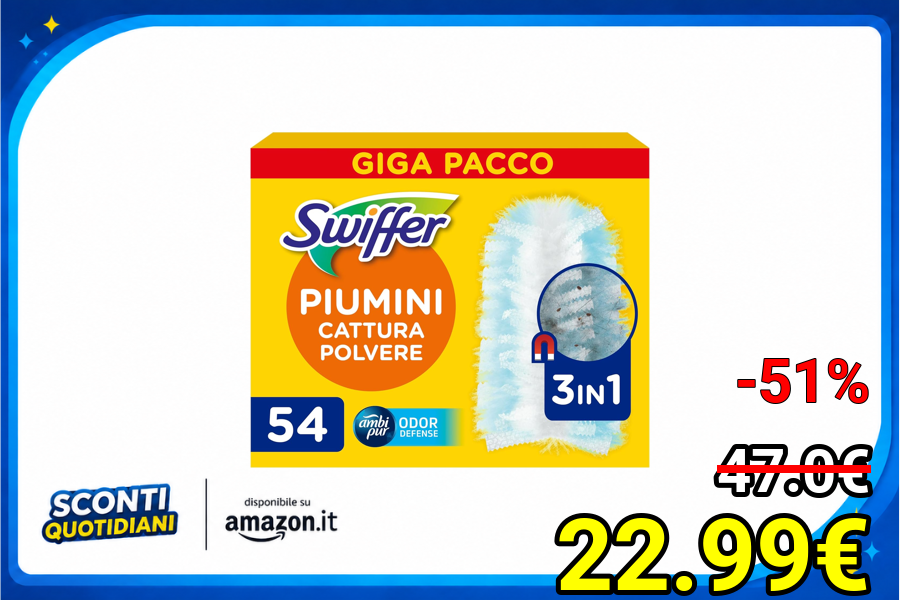 GIGA PACCO
Swiffer
PIUMINI
CATTURA
POLVERE
3IN1
54
ambi
pur
ODOR
DEFENSE
-51%
47.0€
22.99€
SCONTI
QUOTIDIANI
disponibile su
amazon.it